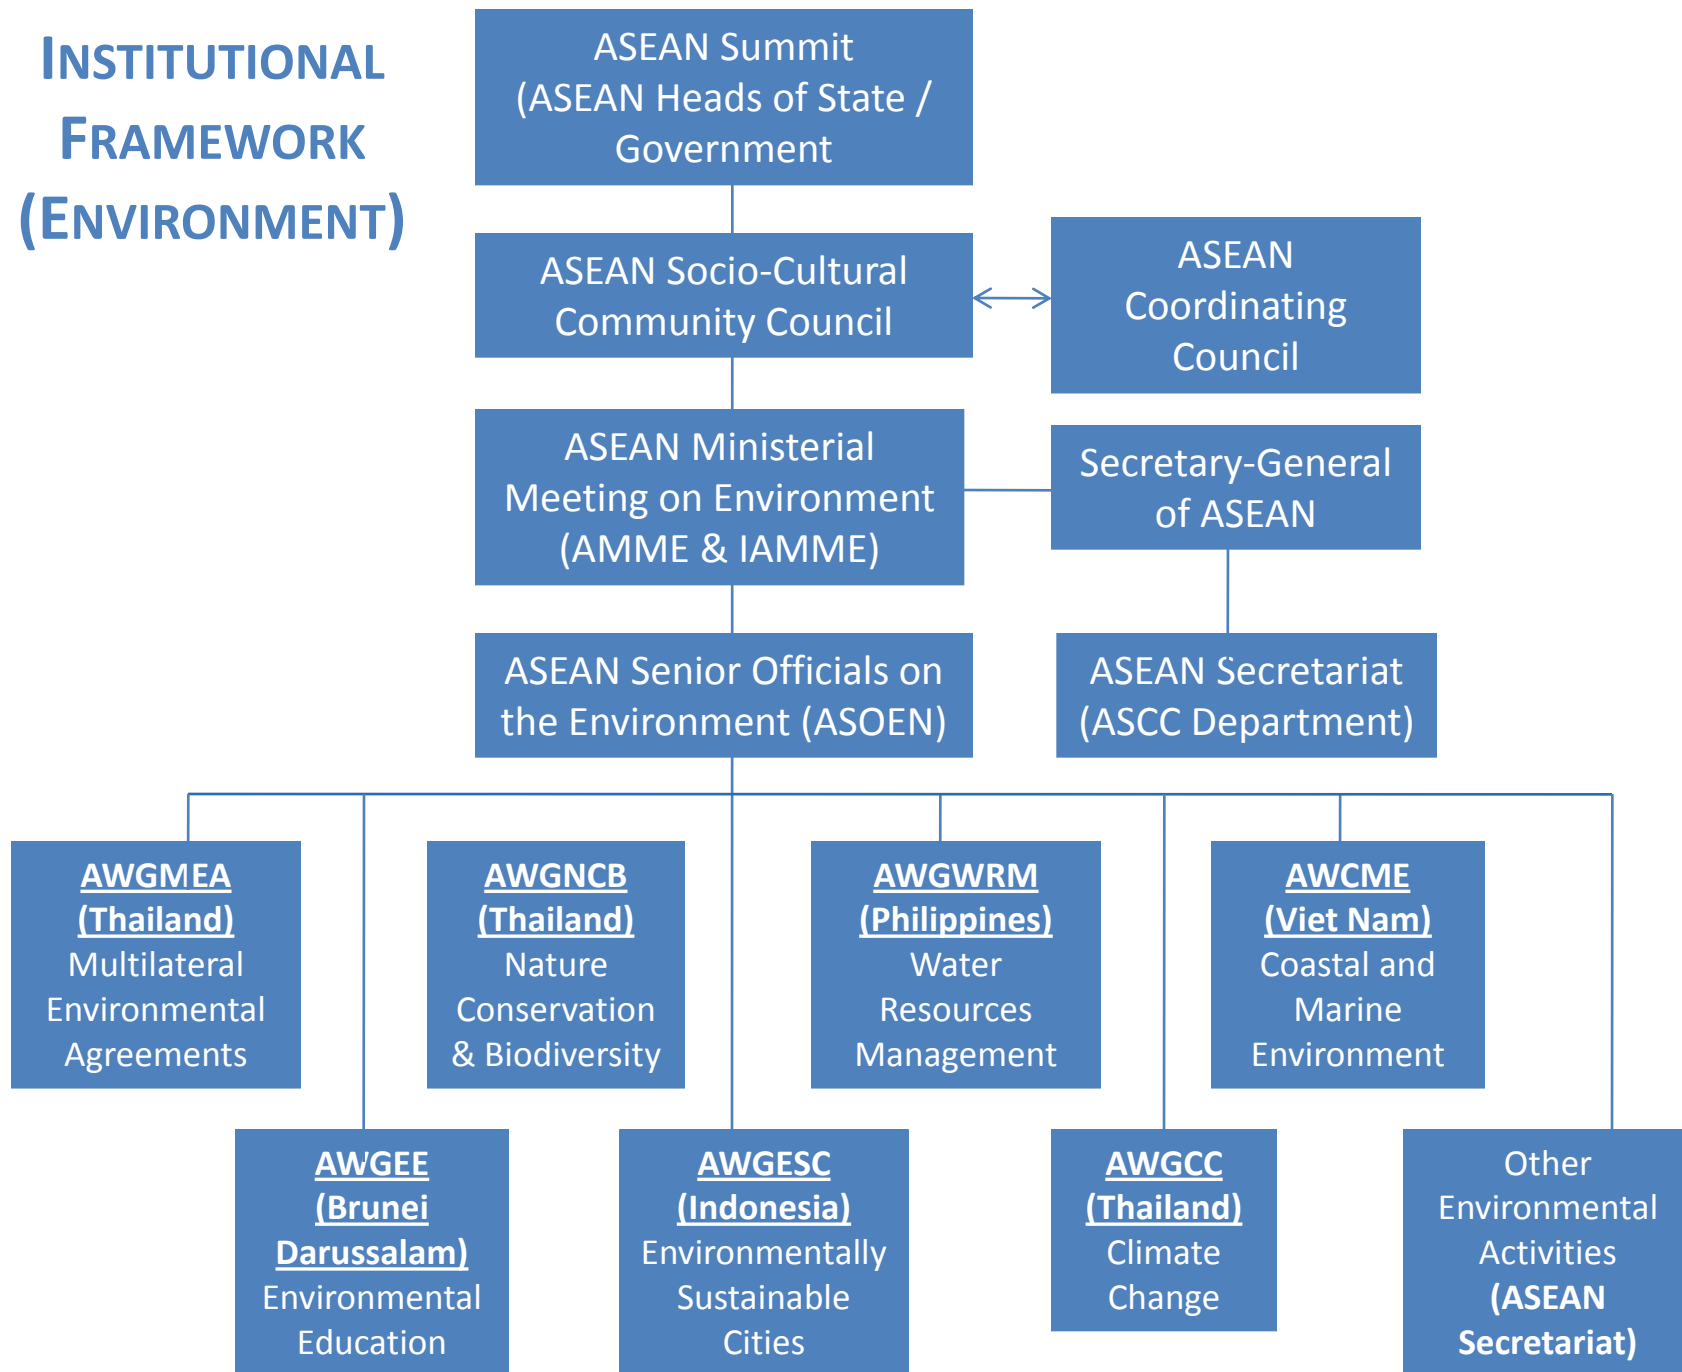 INSTITUTIONAL
FRAMEWORK
(ENVIRONMENT)
ASEAN Summit
(ASEAN Heads of State /
Government
ASEAN Socio-Cultural
Community Council
ASEAN
Coordinating
Council
ASEAN Ministerial
Meeting on Environment
(AMME & IAMME)
Secretary-General
of ASEAN
ASEAN Senior Officials on
the Environment (ASOEN)
ASEAN Secretariat
(ASCC Department)
AWGMEA
(Thailand)
Multilateral
Environmental
Agreements
AWGNCB
(Thailand)
Nature
Conservation
& Biodiversity
AWGWRM
(Philippines)
Water
Resources
Management
AWCME
(Viet Nam)
Coastal and
Marine
Environment
AWGEE
(Brunei
Darussalam)
Environmental
Education
AWGESC
(Indonesia)
Environmentally
Sustainable
Cities
AWGCC
(Thailand)
Climate
Change
Other
Environmental
Activities
(ASEAN
Secretariat)